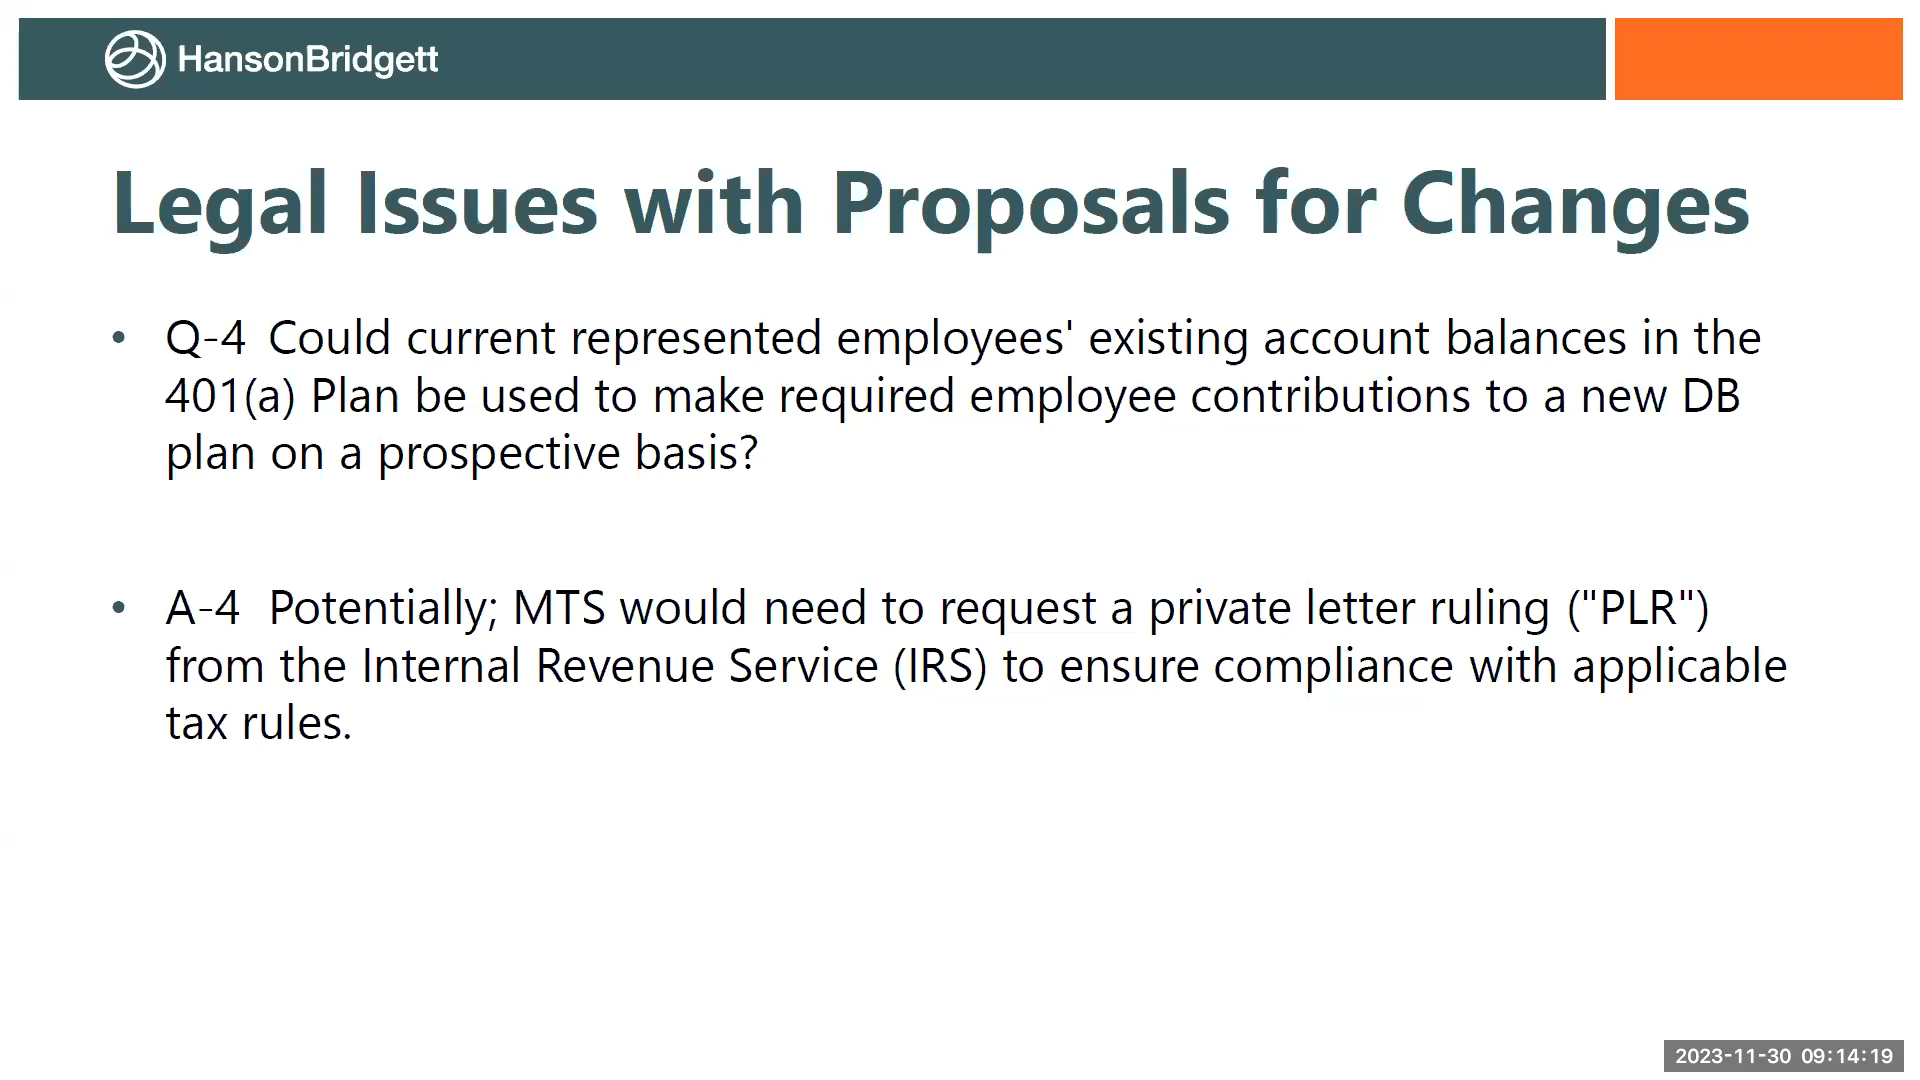 HansonBridgett
Legal Issues with Proposals for Changes
• Q-4 Could current represented employees' existing account balances in the
401(a) Plan be used to make required employee contributions to a new DB
plan on a prospective basis?
• A-4 Potentially; MTS would need to request a private letter ruling ("PLR")
from the Internal Revenue Service (IRS) to ensure compliance with applicable
tax rules.
2023-11-30 09:14:19